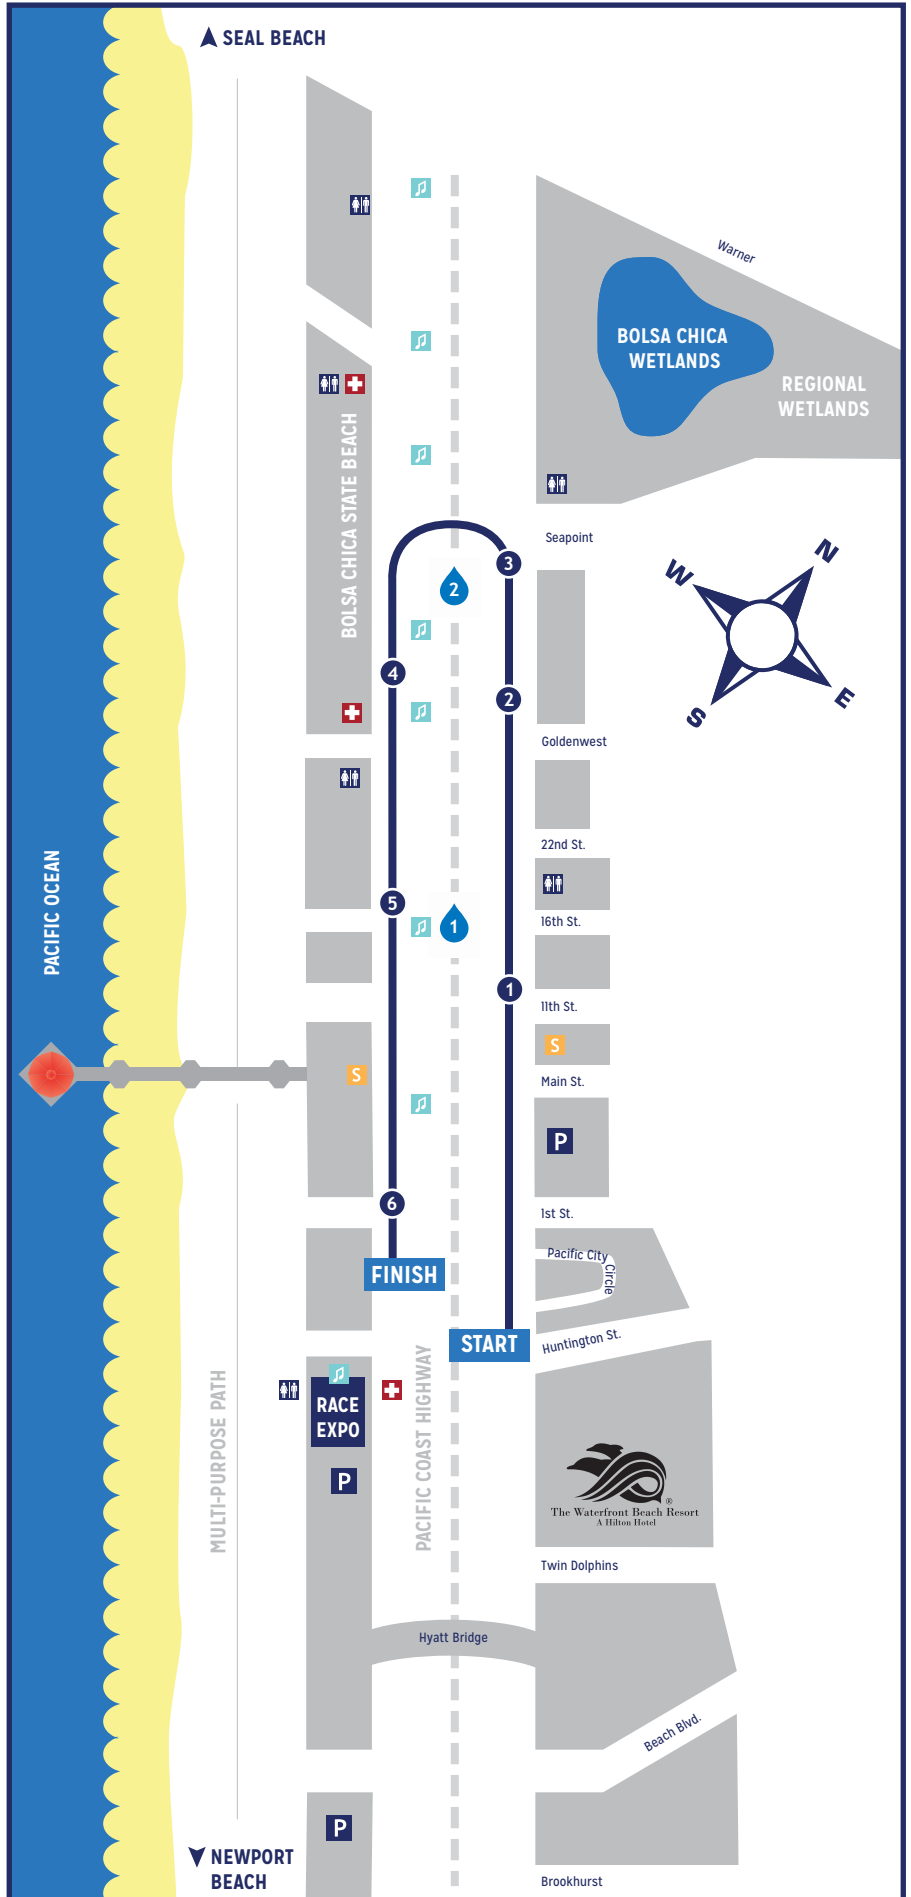 SEAL BEACH
Warner
BOLSA CHICA
WETLANDS
REGIONAL
WETLANDS
BOLSA CHICA STATE BEACH
Seapoint
N
W
E
S
3
2
4
2
Goldenwest
22nd St.
16th St.
5
1
1
11th St.
PACIFIC OCEAN
S
S
Main St.
P
6
1st St.
Pacific City
Circle
FINISH
START
Huntington St.
MULTI-PURPOSE PATH
PACIFIC COAST HIGHWAY
RACE
EXPO
P
®
The Waterfront Beach Resort
A Hilton Hotel
Twin Dolphins
Hyatt Bridge
Beach Blvd.
P
NEWPORT
BEACH
Brookhurst